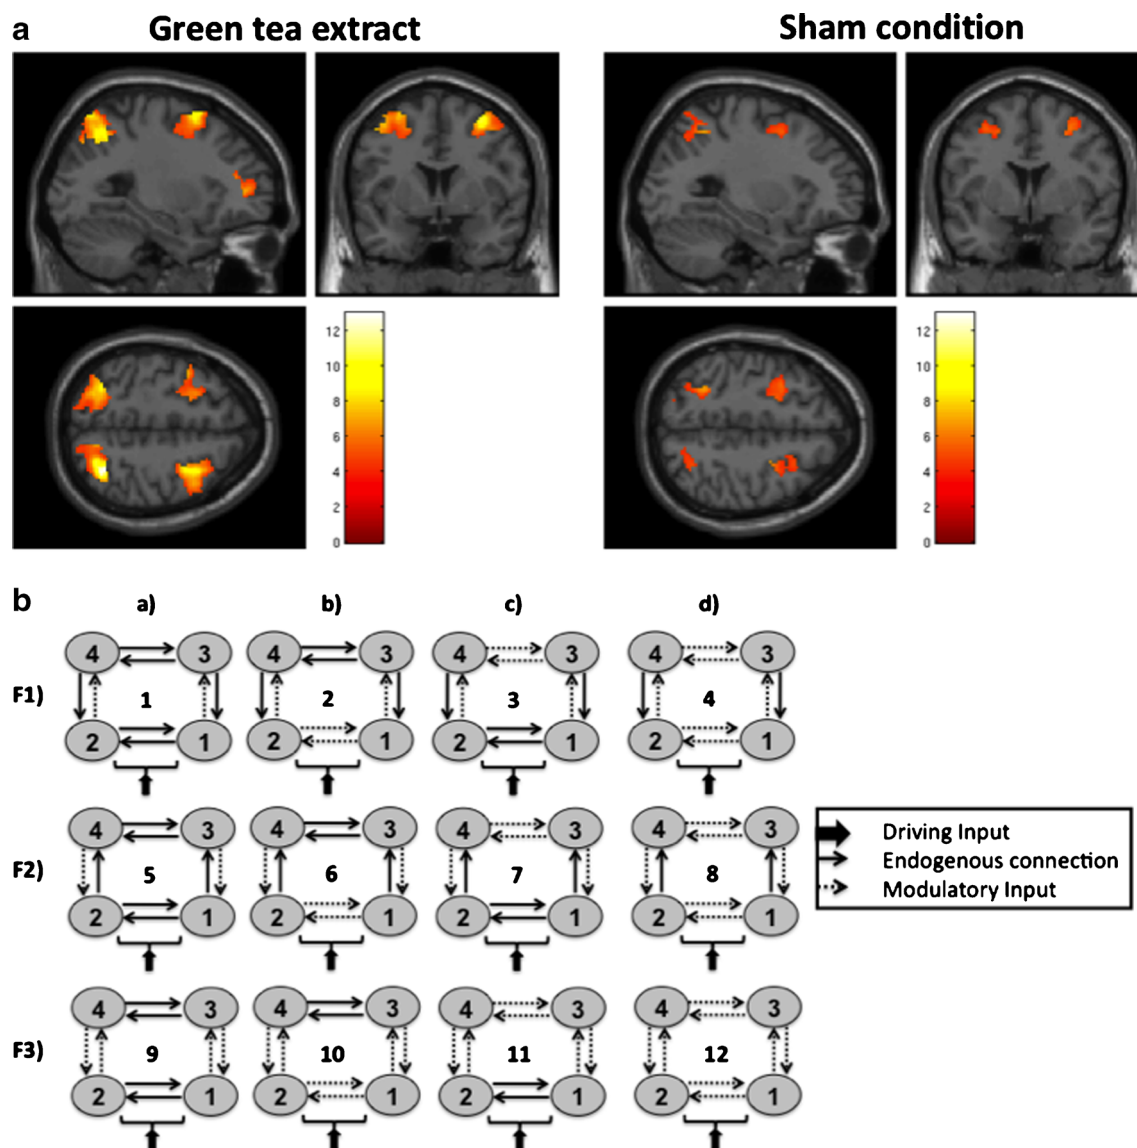 a Green tea extract Sham condition
12 12
10 10
8 8
6 6
4 4
2 2
0 0
b a) b) c) d)
4 3 4 3 4 3 4 3
F1) 1 2 3 4
2 1 2 1 2 1 2 1
4 3 4 3 4 3 4 3
F2) 5 6 7 8
2 1 2 1 2 1 2 1
Driving Input
Endogenous connection
Modulatory Input
4 3 4 3 4 3 4 3
F3) 9 10 11 12
2 1 2 1 2 1 2 1